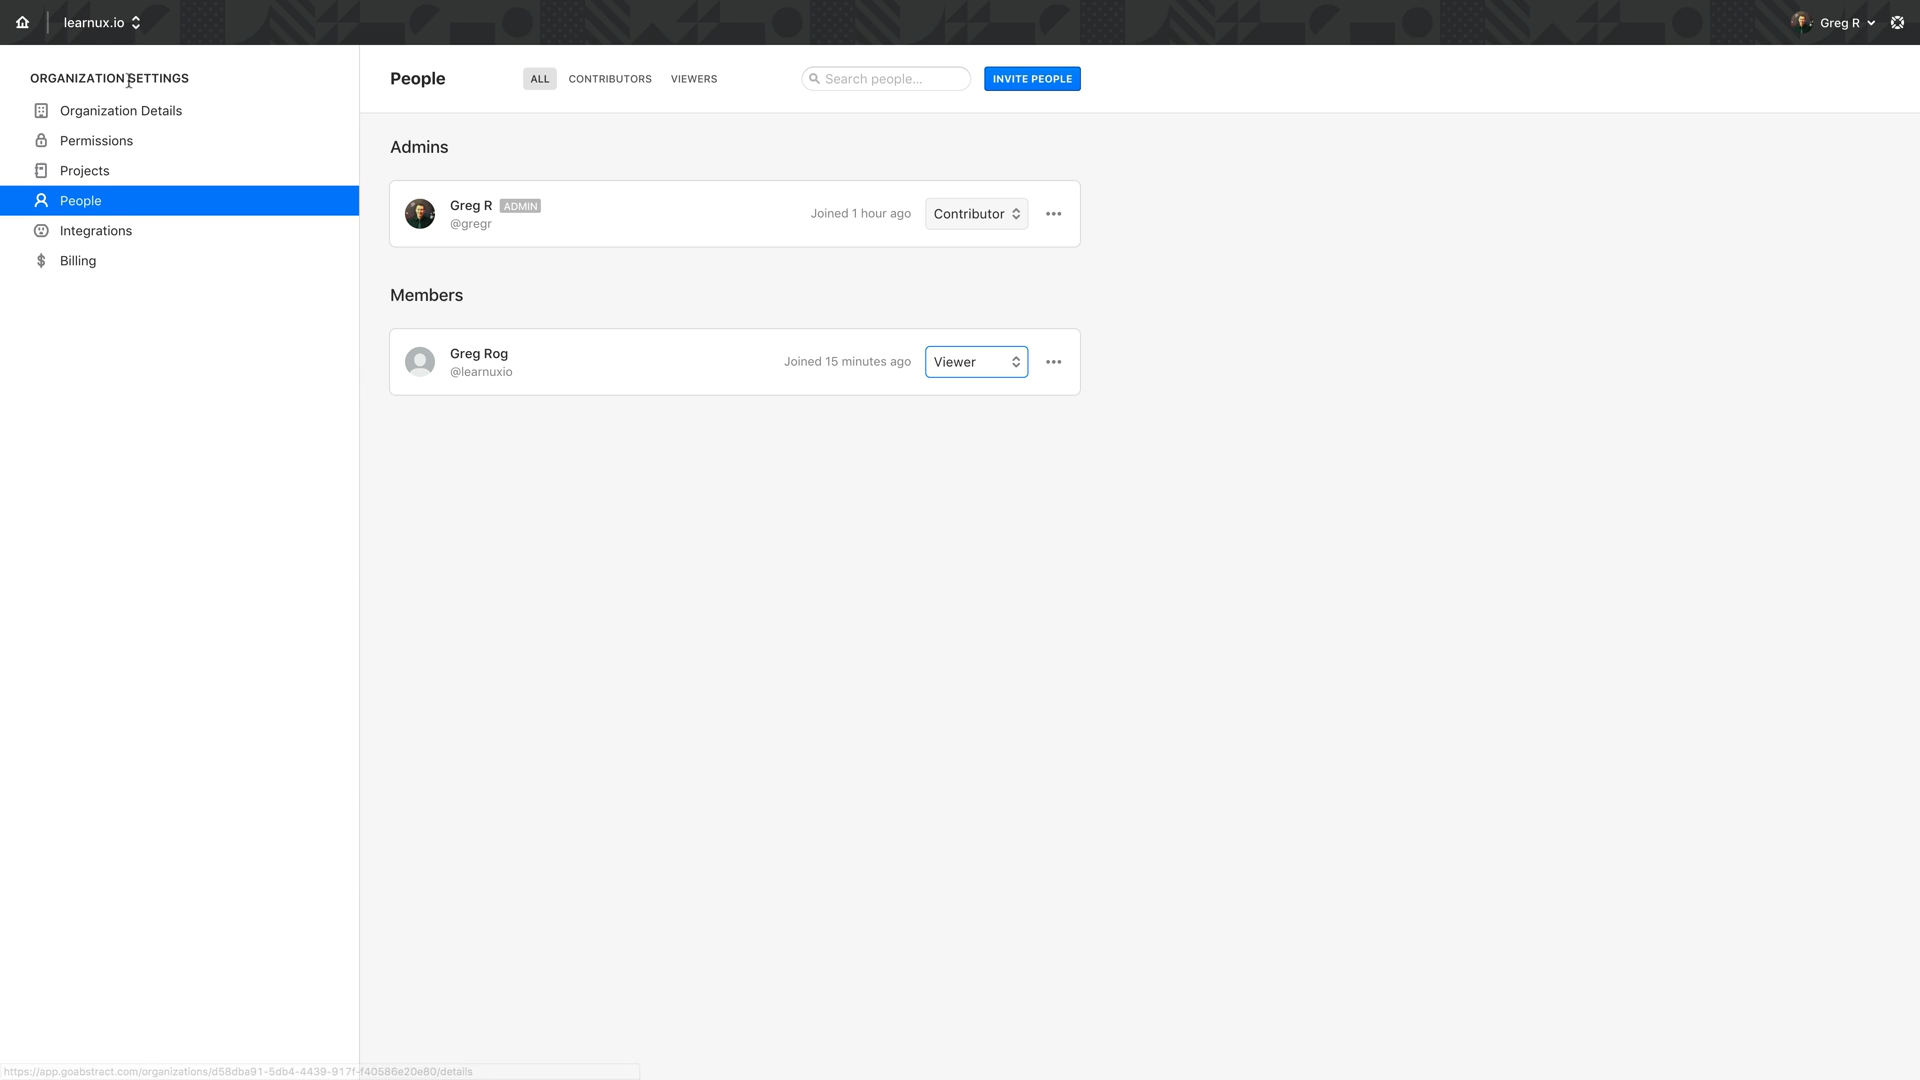 learnux.io
Greg R
ORGANIZATION SETTINGS
Organization Details
Permissions
Projects
People
Integrations
Billing
People
ALL
CONTRIBUTORS
VIEWERS
Search people...
INVITE PEOPLE
Admins
Greg R ADMIN
@gregr
Joined 1 hour ago
Contributor
Members
Greg Rog
@learnuxio
Joined 15 minutes ago
Viewer
https://app.goabstract.com/organizations/d58dba91-5db4-4439-917f-f40586e20e80/details